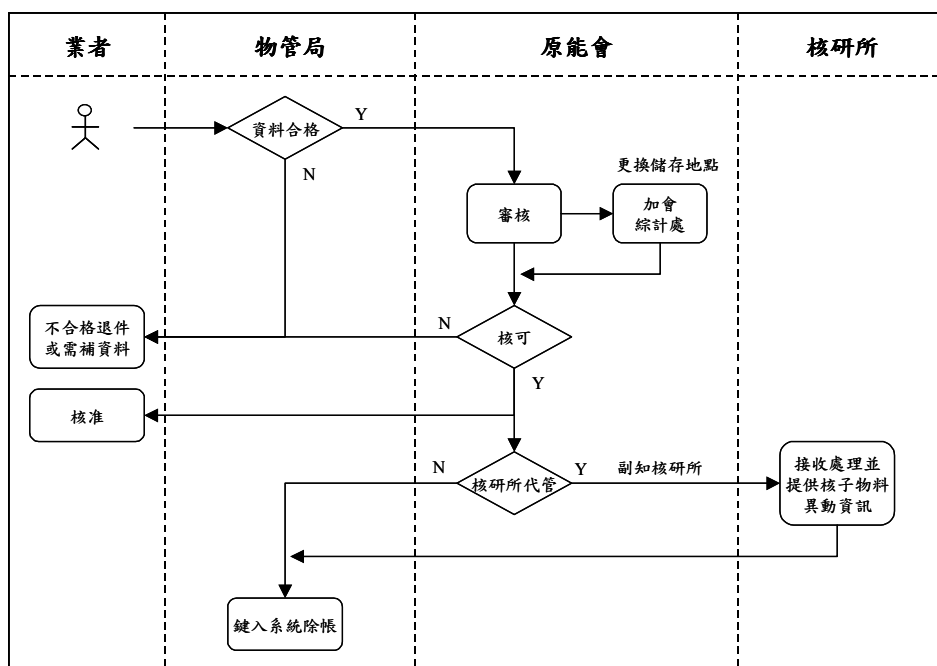 業者
物管局
原能會
核研所
資料合格
Y
N
更換儲存地點
審核
加會
綜計處
不合格退件
或需補資料
N
核可
Y
核准
N
核研所代管
Y
副知核研所
接收處理並
提供核子物料
異動資訊
鍵入系統除帳